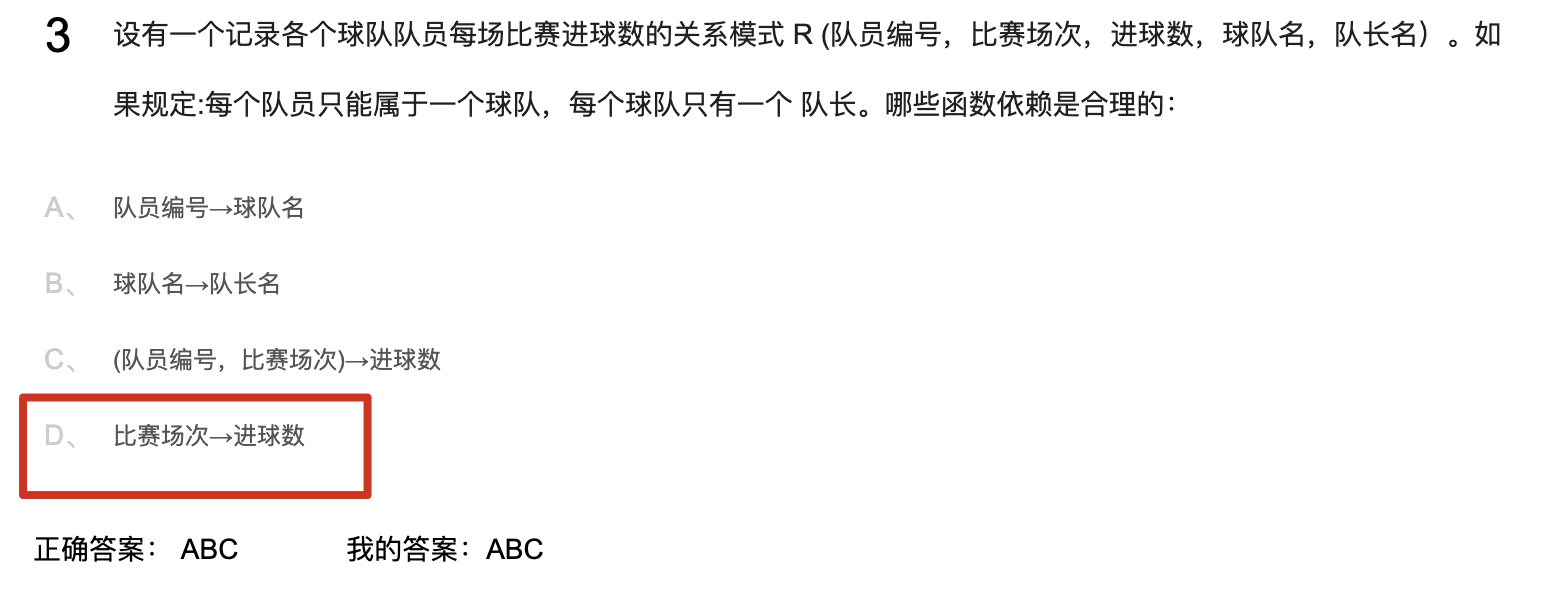 3 设有一个记录各个球队队员每场比赛进球数的关系模式 R (队员编号，比赛场次，进球数，球队名，队长名）。如
果规定:每个队员只能属于一个球队，每个球队只有一个 队长。哪些函数依赖是合理的：
A、 队员编号→球队名
B、 球队名→队长名
C、 (队员编号，比赛场次)→进球数
D、 比赛场次→进球数
正确答案： ABC 我的答案：ABC